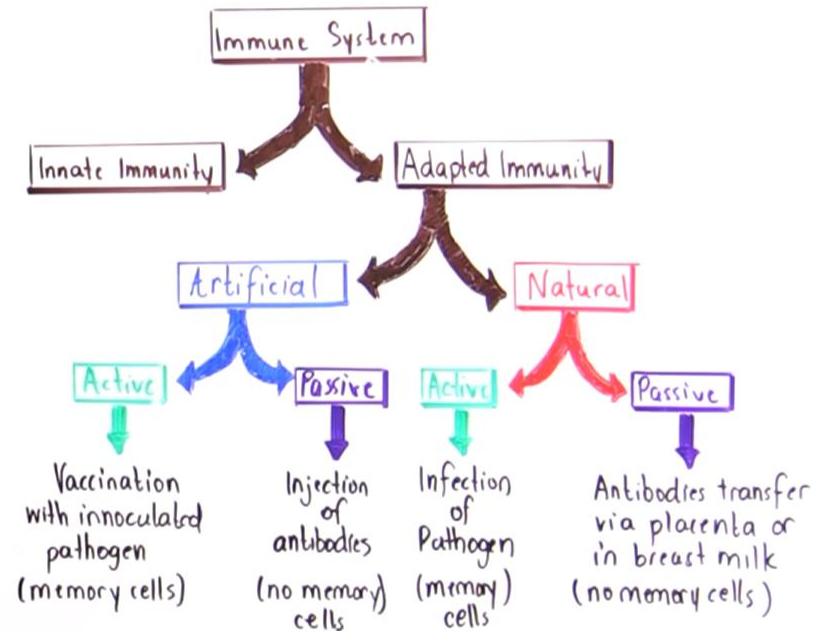 Immune System
Innate Immunity
Adapted Immunity
Artificial
Natural
Active
Passive
Active
Passive
Vaccination
with innoculated
pathogen
(memory cells)
Injection
of
antibodies
(no memory)
cells
Infection
of
Pathogen
(memory)
cells
Antibodies transfer
via placenta or
in breast milk
(no memory cells)